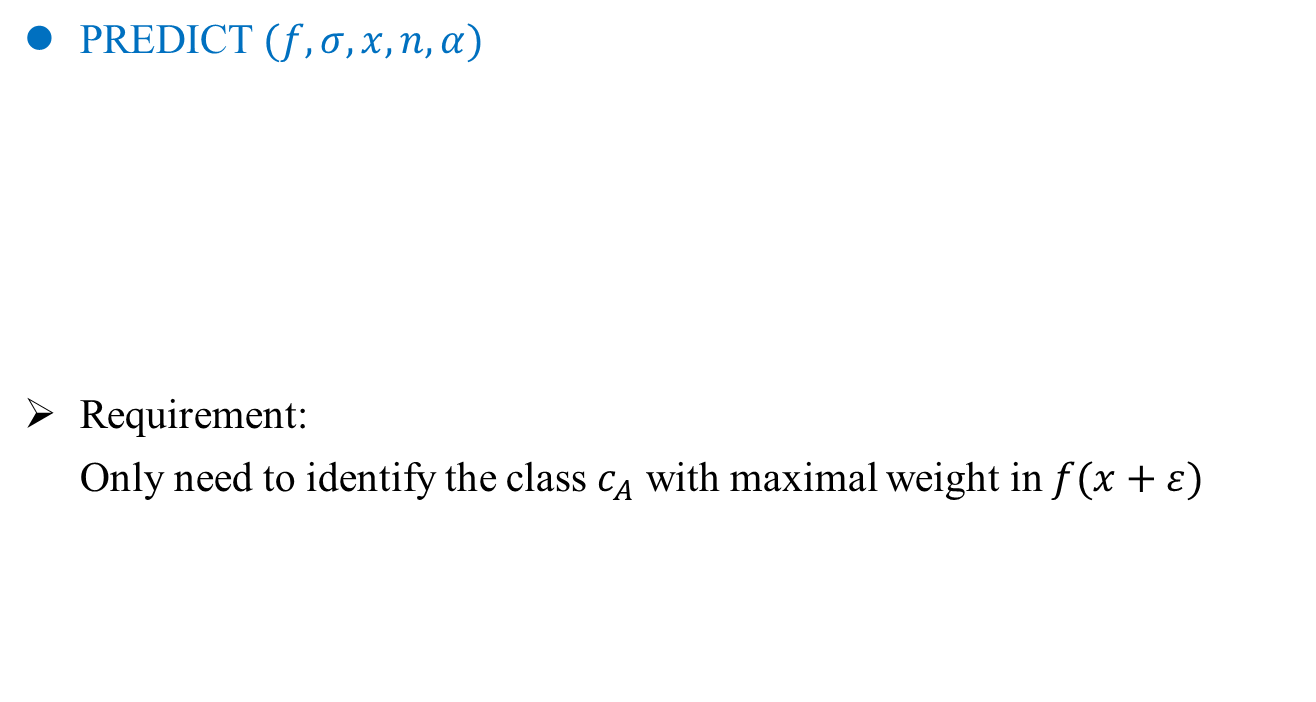 ● PREDICT (𝑓, 𝜎, 𝑥, 𝑛, 𝛼)
➢ Requirement:
Only need to identify the class 𝑐_𝐴 with maximal weight in 𝑓(𝑥 + 𝜀)